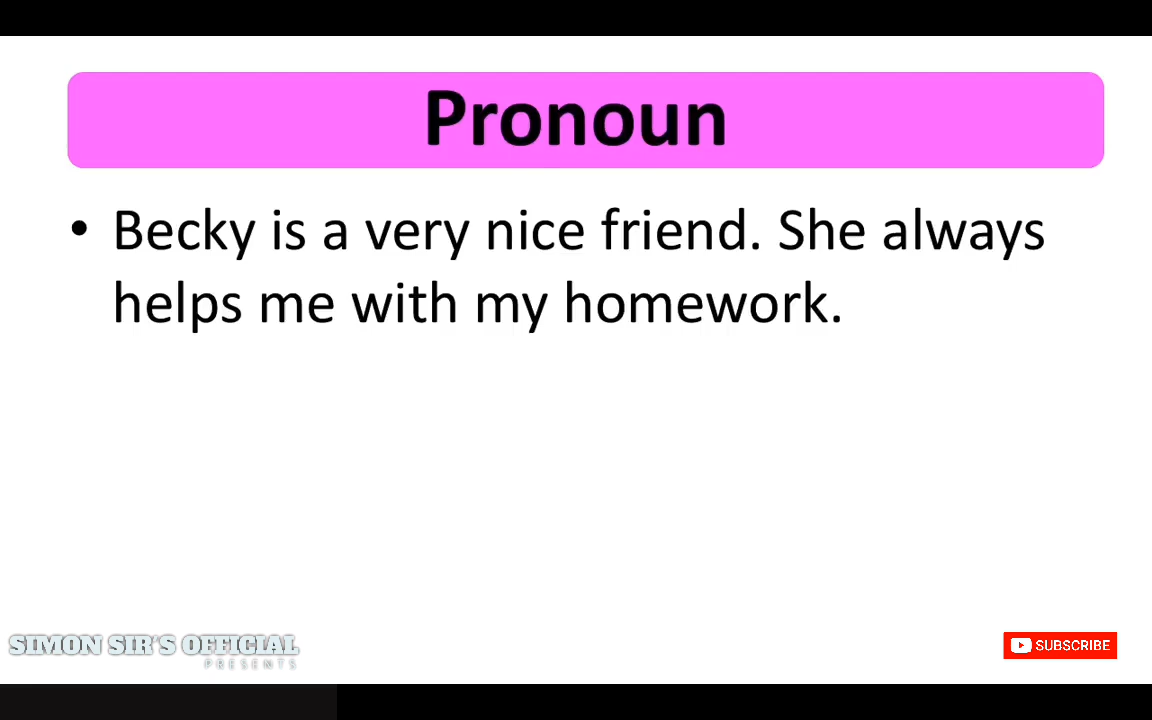 Pronoun
• Becky is a very nice friend. She always
helps me with my homework.
SIMON SIR'S OFFICIAL
PRESENTS
SUBSCRIBE